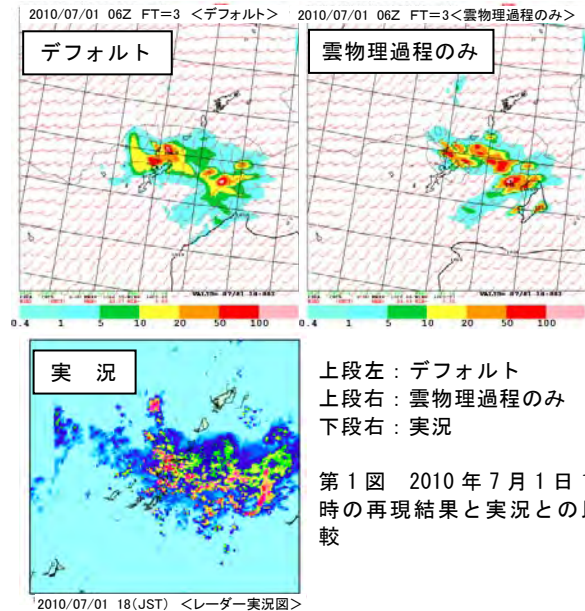 2010/07/01 06Z FT=3 <デフォルト>
デフォルト
2010/07/01 06Z FT=3<雲物理過程のみ>
雲物理過程のみ
0.4 1 5 10 20 50 100
0.4 1 5 10 20 50 100
実 況
2010/07/01 18(JST) <レーダー実況図>
上段左：デフォルト
上段右：雲物理過程のみ
下段右：実況
第1図 2010年7月1日
時の再現結果と実況との
較